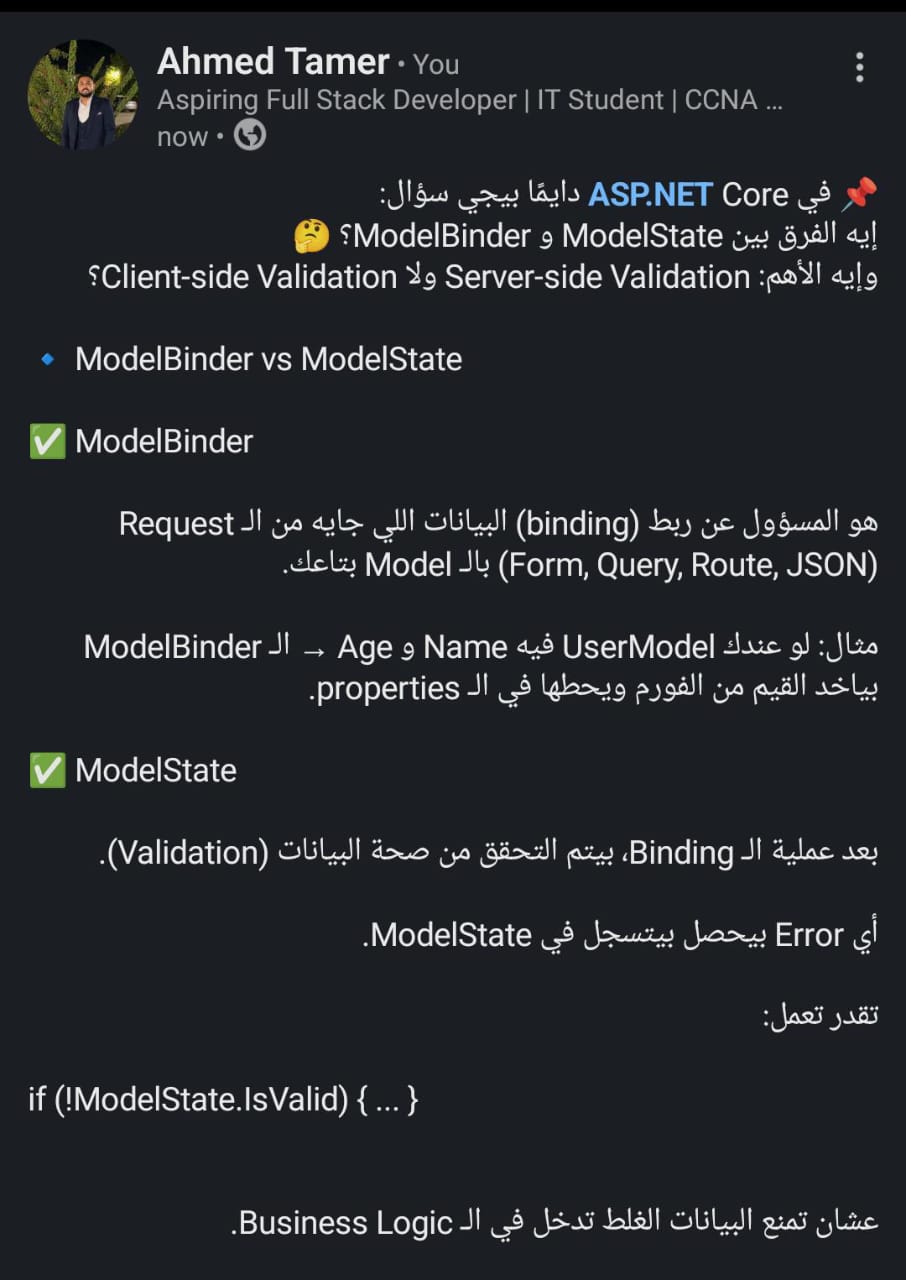 Ahmed Tamer • You
Aspiring Full Stack Developer | IT Student | CCNA ...
now •
📌 في ASP.NET Core دايمًا بيجي سؤال:
إيه الفرق بين ModelState و ModelBinder؟ 🤔
وإيه الأهم: Server-side Validation ولا Client-side Validation؟
🔹 ModelBinder vs ModelState
✅ ModelBinder
هو المسؤول عن ربط (binding) البيانات اللي جايه من الـ Request
(Form, Query, Route, JSON) بالـ Model بتاعك.
مثال: لو عندك UserModel فيه Name و Age → الـ ModelBinder
بياخد القيم من الفورم ويحطها في الـ properties.
✅ ModelState
بعد عملية الـ Binding، بيتم التحقق من صحة البيانات (Validation).
أي Error بيحصل بيتسجل في ModelState.
تقدر تعمل:
if (!ModelState.IsValid) { ... }
عشان تمنع البيانات الغلط تدخل في الـ Business Logic.